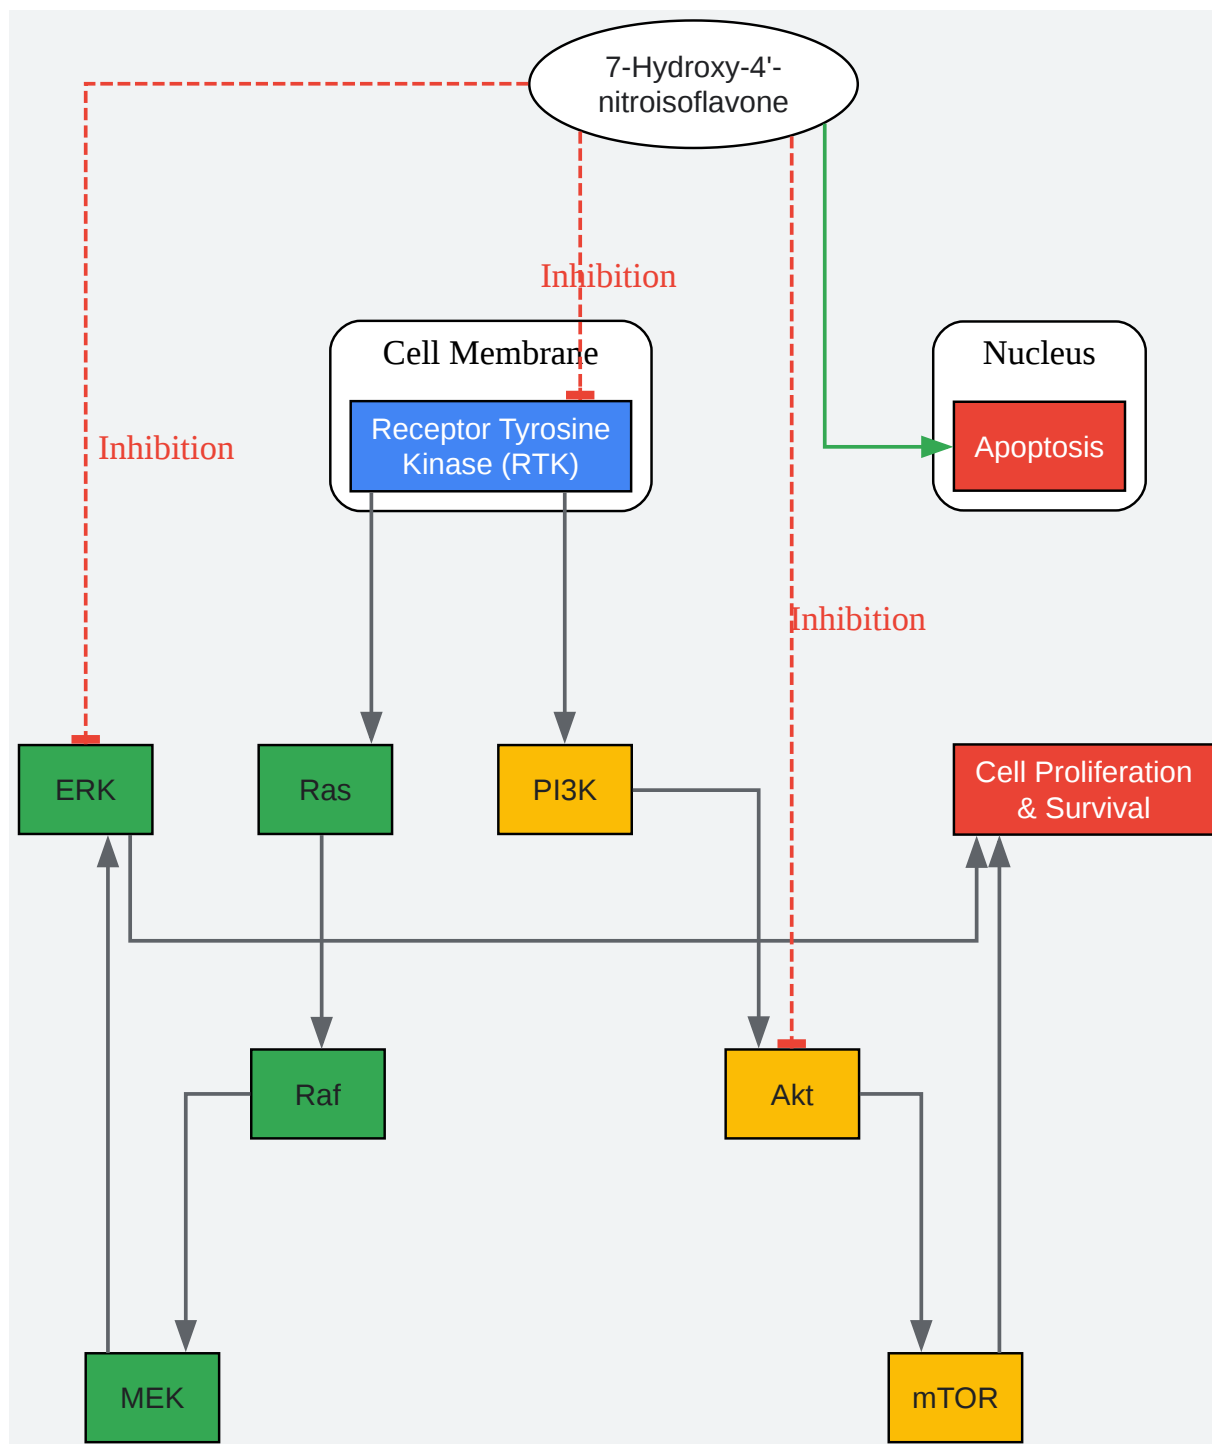 7-Hydroxy-4'-
nitroisoflavone
Inhibition
Cell Membrane
Nucleus
Receptor Tyrosine
Kinase (RTK)
Apoptosis
Inhibition
Inhibition
ERK
Ras
PI3K
Cell Proliferation
& Survival
Raf
Akt
MEK
mTOR